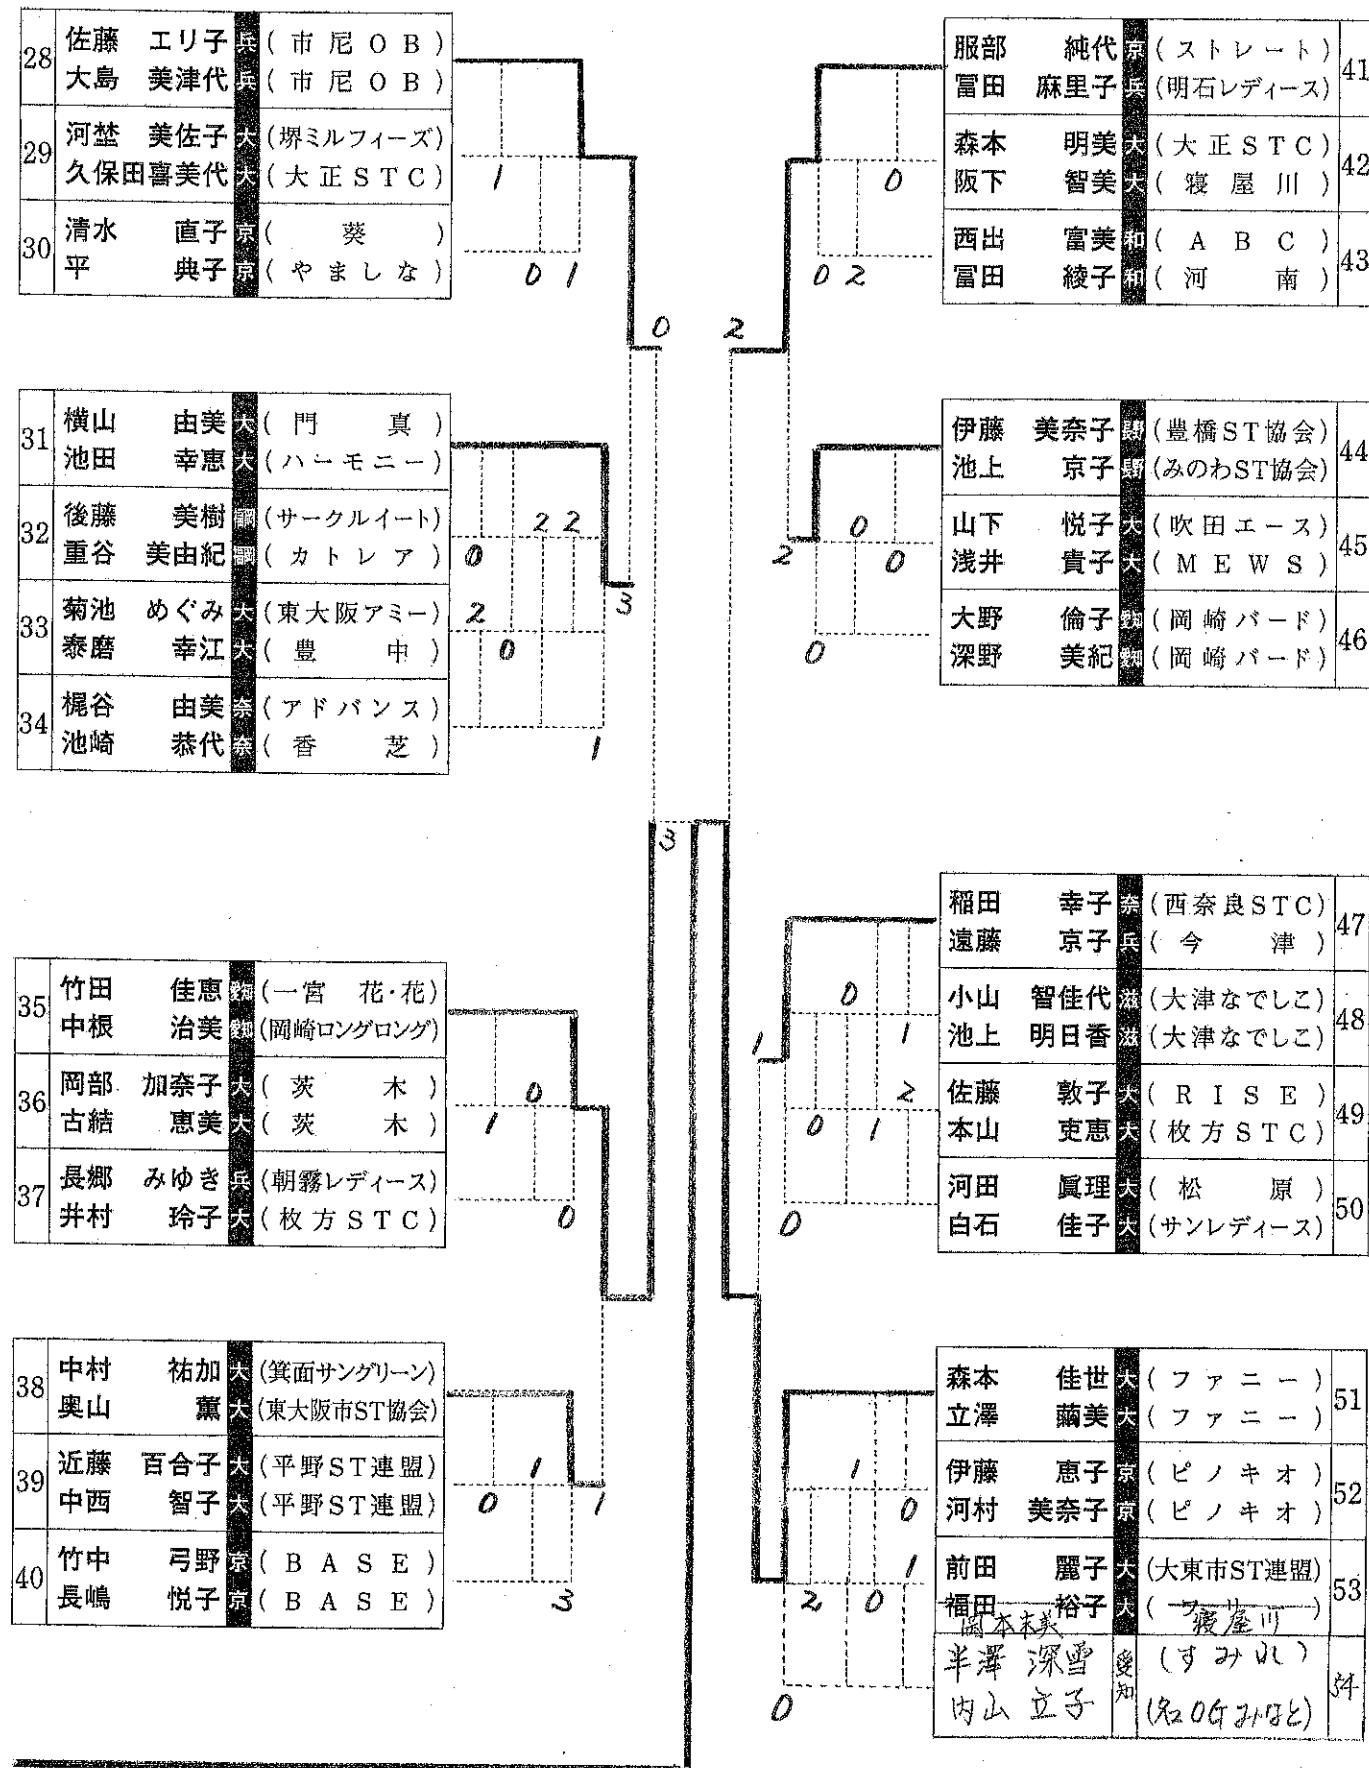 28
佐藤 エリ子 兵 (市尼OB)
大島 美津代 兵 (市尼OB)
29
河埜 美佐子 大 (堺ミルフィーズ)
久保田喜美代 大 (大正STC)
30
清水 直子 京 (葵)
平 典子 京 (やましな)
1
0 1
0
31
横山 由美 大 (門真)
池田 幸恵 大 (ハーモニー)
32
後藤 美樹 (サークルイート)
重谷 美由紀 (カトレア)
33
菊池 めぐみ 大 (東大阪アミー)
泰磨 幸江 大 (豊中)
34
梶谷 由美 奈 (アドバンス)
池崎 恭代 奈 (香芝)
2 2
0
2
0
3
1
3
35
竹田 佳恵 (一宮 花・花)
中根 治美 (岡崎ロングロング)
36
岡部 加奈子 大 (茨木)
古結 恵美 大 (茨木)
37
長郷 みゆき 兵 (朝霧レディース)
井村 玲子 大 (枚方STC)
0
1
0
38
中村 祐加 大 (箕面サングリーン)
奥山 薫 大 (東大阪市ST協会)
39
近藤 百合子 大 (平野ST連盟)
中西 智子 大 (平野ST連盟)
40
竹中 弓野 京 (BASE)
長嶋 悦子 京 (BASE)
1
0
1
3
服部 純代 京 (ストレート)
冨田 麻里子 兵 (明石レディース)
41
森本 明美 大 (大正STC)
阪下 智美 大 (寝屋川)
42
西出 富美 和 (ABC)
冨田 綾子 和 (河南)
43
0
0 2
2
伊藤 美奈子 (豊橋ST協会)
池上 京子 (みのわST協会)
44
山下 悦子 大 (吹田エース)
浅井 貴子 大 (MEWS)
45
大野 倫子 (岡崎バード)
深野 美紀 (岡崎バード)
46
0
2
0
0
稲田 幸子 奈 (西奈良STC)
遠藤 京子 兵 (今津)
47
小山 智佳代 滋 (大津なでしこ)
池上 明日香 滋 (大津なでしこ)
48
佐藤 敦子 大 (RISE)
本山 吏恵 大 (枚方STC)
49
河田 眞理 大 (松原)
白石 佳子 大 (サンレディース)
50
0
1
1
2
0 1
0
森本 佳世 大 (ファニー)
立澤 繭美 大 (ファニー)
51
伊藤 恵子 京 (ピノキオ)
河村 美奈子 京 (ピノキオ)
52
前田 麗子 大 (大東市ST連盟)
福田 裕子 大
53
岡本末美 寝屋川
半澤 深雪 愛知 (すみれ)
内山 立子 (名OGみなと)
54
1
0
1
2 0
0